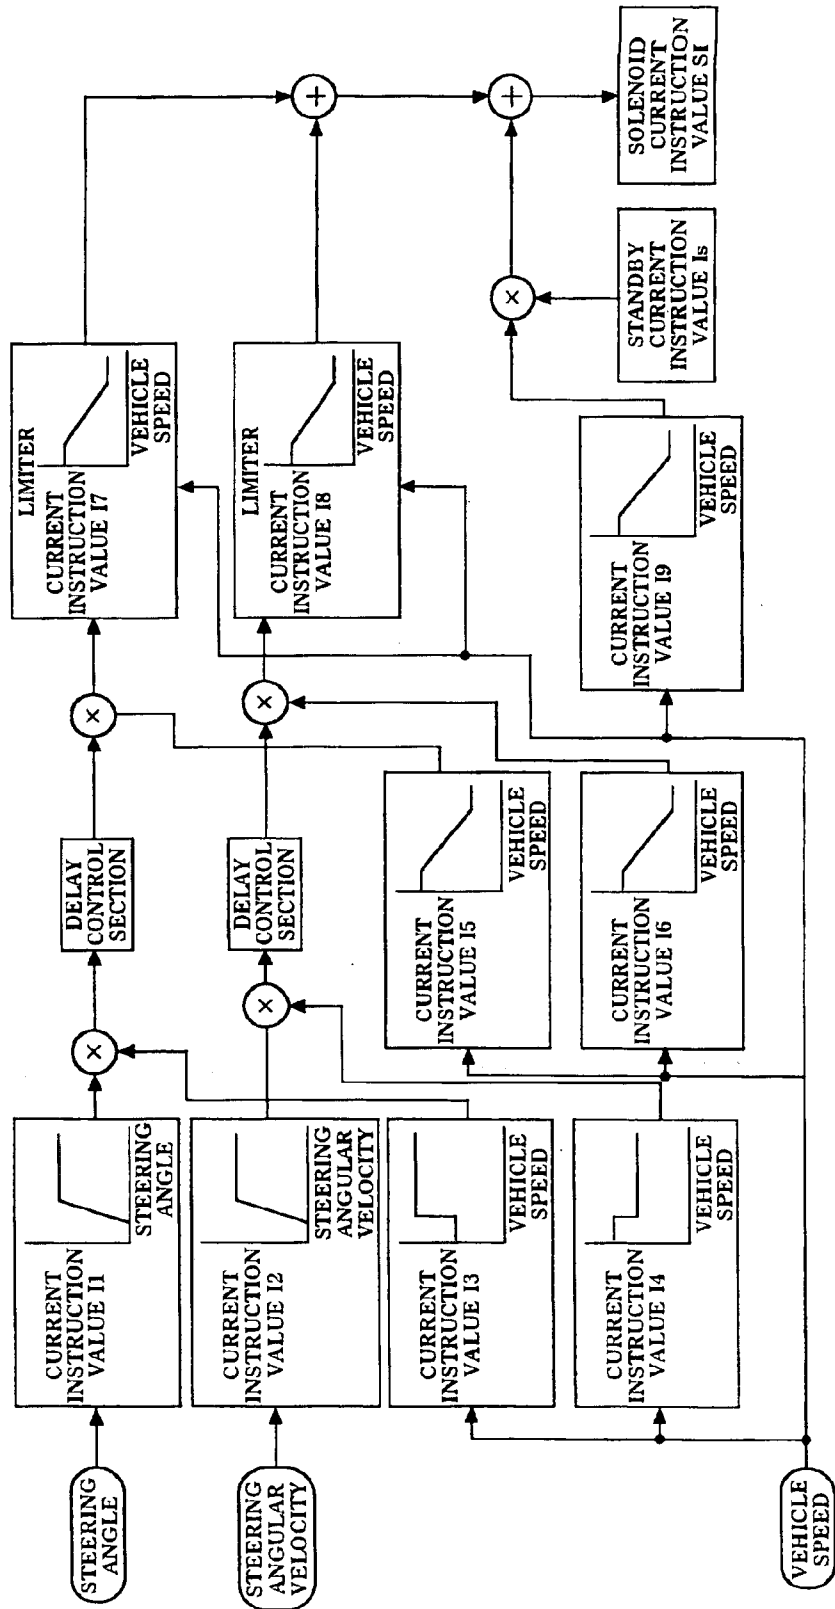 STEERING
ANGLE
CURRENT
INSTRUCTION
VALUE I1
STEERING
ANGLE
×
DELAY
CONTROL
SECTION
×
LIMITER
CURRENT
INSTRUCTION
VALUE I7
VEHICLE
SPEED
+
STEERING
ANGULAR
VELOCITY
CURRENT
INSTRUCTION
VALUE I2
STEERING
ANGULAR
VELOCITY
×
DELAY
CONTROL
SECTION
×
LIMITER
CURRENT
INSTRUCTION
VALUE I8
VEHICLE
SPEED
+
CURRENT
INSTRUCTION
VALUE I3
VEHICLE
SPEED
CURRENT
INSTRUCTION
VALUE I5
VEHICLE
SPEED
×
CURRENT
INSTRUCTION
VALUE I4
VEHICLE
SPEED
CURRENT
INSTRUCTION
VALUE I6
VEHICLE
SPEED
CURRENT
INSTRUCTION
VALUE I9
VEHICLE
SPEED
STANDBY
CURRENT
INSTRUCTION
VALUE Is
SOLENOID
CURRENT
INSTRUCTION
VALUE SI
VEHICLE
SPEED